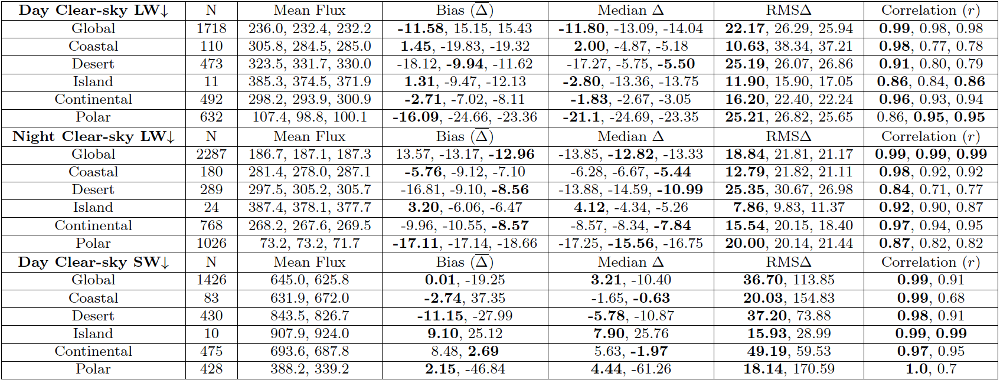 Day Clear-sky LW↓ N Mean Flux Bias (Δ̅) Median Δ RMSΔ Correlation (r)
Global 1718 236.0, 232.4, 232.2 -11.58, 15.15, 15.43 -11.80, -13.09, -14.04 22.17, 26.29, 25.94 0.99, 0.98, 0.98
Coastal 110 305.8, 284.5, 285.0 1.45, -19.83, -19.32 2.00, -4.87, -5.18 10.63, 38.34, 37.21 0.98, 0.77, 0.78
Desert 473 323.5, 331.7, 330.0 -18.12, -9.94, -11.62 -17.27, -5.75, -5.50 25.19, 26.07, 26.86 0.91, 0.80, 0.79
Island 11 385.3, 374.5, 371.9 1.31, -9.47, -12.13 -2.80, -13.36, -13.75 11.90, 15.90, 17.05 0.86, 0.84, 0.86
Continental 492 298.2, 293.9, 300.9 -2.71, -7.02, -8.11 -1.83, -2.67, -3.05 16.20, 22.40, 22.24 0.96, 0.93, 0.94
Polar 632 107.4, 98.8, 100.1 -16.09, -24.66, -23.36 -21.1, -24.69, -23.35 25.21, 26.82, 25.65 0.86, 0.95, 0.95
Night Clear-sky LW↓ N Mean Flux Bias (Δ̅) Median Δ RMSΔ Correlation (r)
Global 2287 186.7, 187.1, 187.3 13.57, -13.17, -12.96 -13.85, -12.82, -13.33 18.84, 21.81, 21.17 0.99, 0.99, 0.99
Coastal 180 281.4, 278.0, 287.1 -5.76, -9.12, -7.10 -6.28, -6.67, -5.44 12.79, 21.82, 21.11 0.98, 0.92, 0.92
Desert 289 297.5, 305.2, 305.7 -16.81, -9.10, -8.56 -13.88, -14.59, -10.99 25.35, 30.67, 26.98 0.84, 0.71, 0.77
Island 24 387.4, 378.1, 377.7 3.20, -6.06, -6.47 4.12, -4.34, -5.26 7.86, 9.83, 11.37 0.92, 0.90, 0.87
Continental 768 268.2, 267.6, 269.5 -9.96, -10.55, -8.57 -8.57, -8.34, -7.84 15.54, 20.15, 18.40 0.97, 0.94, 0.95
Polar 1026 73.2, 73.2, 71.7 -17.11, -17.14, -18.66 -17.25, -15.56, -16.75 20.00, 20.14, 21.44 0.87, 0.82, 0.82
Day Clear-sky SW↓ N Mean Flux Bias (Δ̅) Median Δ RMSΔ Correlation (r)
Global 1426 645.0, 625.8 0.01, -19.25 3.21, -10.40 36.70, 113.85 0.99, 0.91
Coastal 83 631.9, 672.0 -2.74, 37.35 -1.65, -0.63 20.03, 154.83 0.99, 0.68
Desert 430 843.5, 826.7 -11.15, -27.99 -5.78, -10.87 37.20, 73.88 0.98, 0.91
Island 10 907.9, 924.0 9.10, 25.12 7.90, 25.76 15.93, 28.99 0.99, 0.99
Continental 475 693.6, 687.8 8.48, 2.69 5.63, -1.97 49.19, 59.53 0.97, 0.95
Polar 428 388.2, 339.2 2.15, -46.84 4.44, -61.26 18.14, 170.59 1.0, 0.7